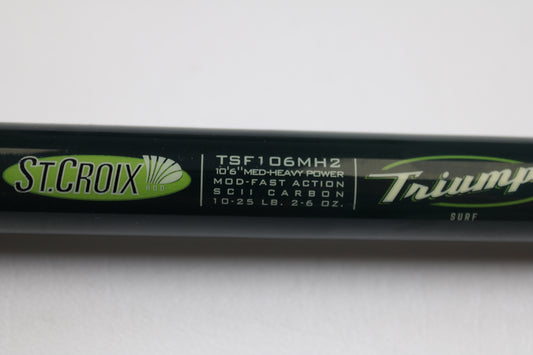 ST.CROIX
ROD
TSF106MH2
10'6" MED-HEAVY POWER
MOD-FAST ACTION
SCII CARBON
10-25 LB. 2-6 OZ.
Triump
SURF